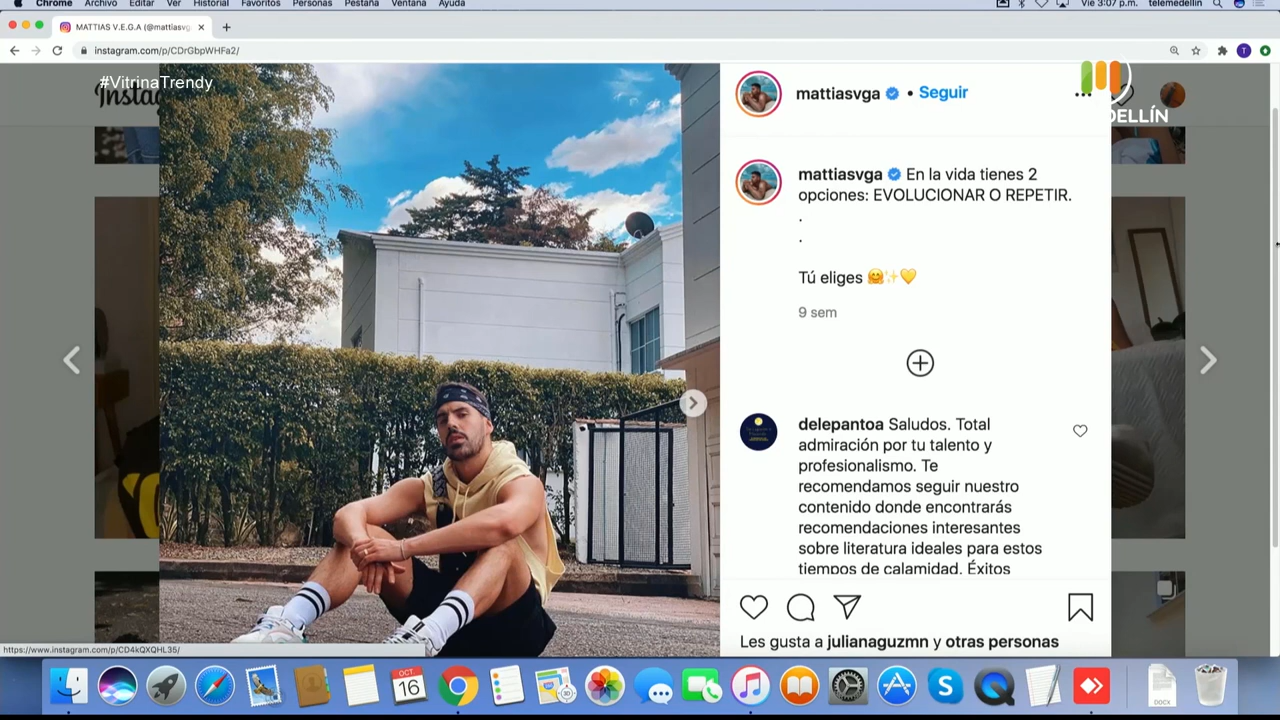 Chrome Archivo Editar Ver Historial Favoritos Personas Pestaña Ventana Ayuda Vie 3:07 p.m. telemedellin
MATTIAS V.E.G.A (@mattiasvg
instagram.com/p/CDrGbpWHFa2/
#VitrinaTrendy
Insta
DELLÍN
mattiasvga • Seguir
mattiasvga En la vida tienes 2
opciones: EVOLUCIONAR O REPETIR.
.
.
Tú eliges 🤗✨💛
9 sem
delepantoa Saludos. Total
admiración por tu talento y
profesionalismo. Te
recomendamos seguir nuestro
contenido donde encontrarás
recomendaciones interesantes
sobre literatura ideales para estos
tiempos de calamidad. Éxitos
Les gusta a julianaguzmn y otras personas
https://www.instagram.com/p/CD4kQXQHL35/
OCT.
16
DOCX